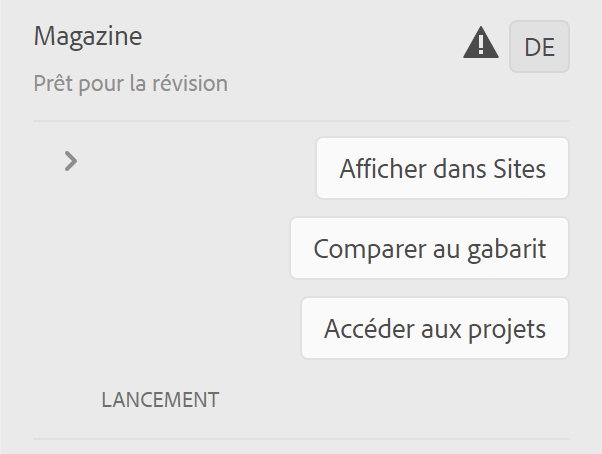 Magazine
DE
Prêt pour la révision
Afficher dans Sites
Comparer au gabarit
Accéder aux projets
LANCEMENT